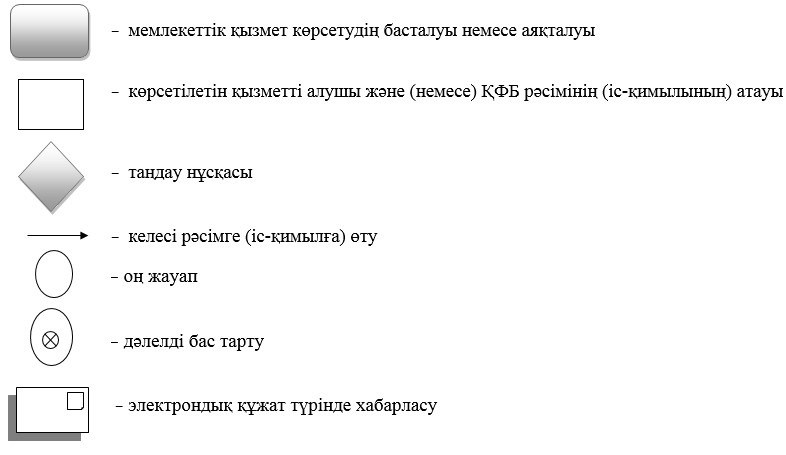 – мемлекеттік қызмет көрсетудің басталуы немесе аяқталуы
– көрсетілетін қызметті алушы және (немесе) ҚФБ рәсімінің (іс-қимылының) атауы
– таңдау нұсқасы
– келесі рәсімге (іс-қимылға) өту
– оң жауап
– дәлелді бас тарту
– электрондық құжат түрінде хабарласу